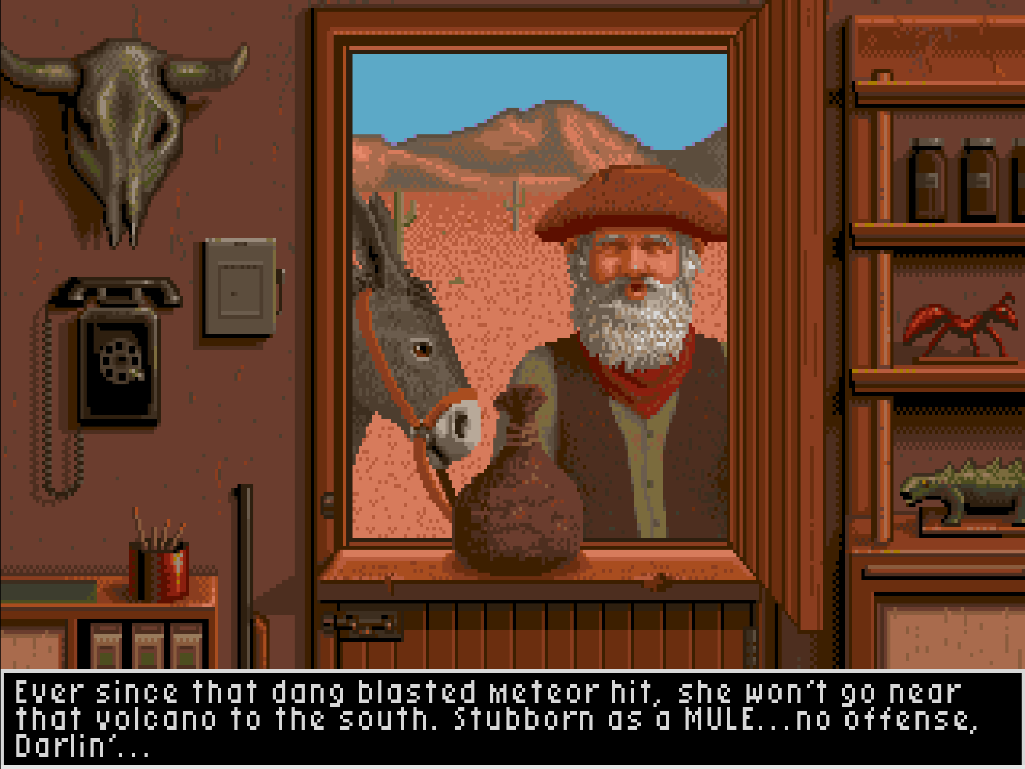 Ever since that dang blasted meteor hit, she won't go near
that volcano to the south. Stubborn as a MULE...no offense,
Darlin'...